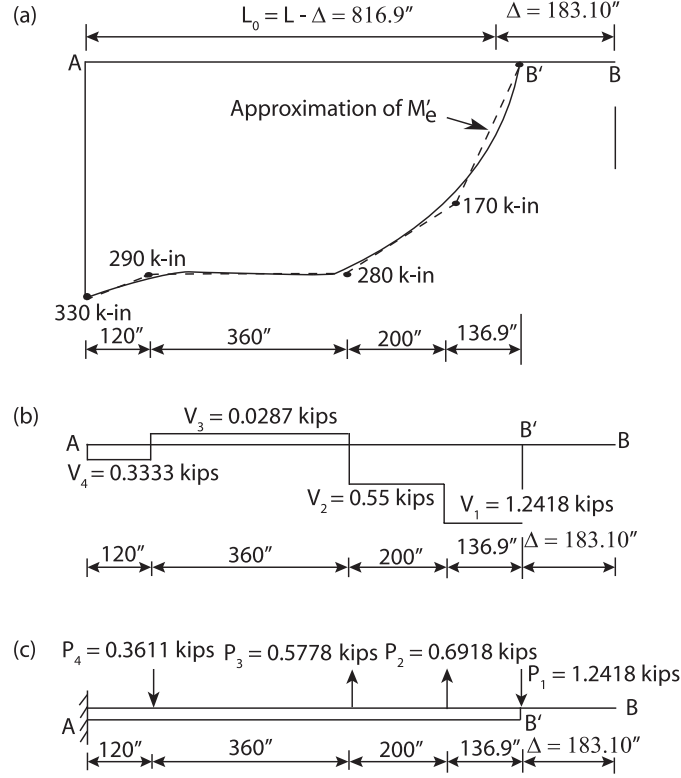 (a)
L₀ = L - Δ = 816.9″
Δ = 183.10″
A
B′
B
Approximation of M′e
170 k-in
290 k-in
280 k-in
330 k-in
120″
360″
200″
136.9″
(b)
V₃ = 0.0287 kips
A
B′
B
V₄ = 0.3333 kips
V₂ = 0.55 kips
V₁ = 1.2418 kips
120″
360″
200″
136.9″
Δ = 183.10″
(c)
P₄ = 0.3611 kips
P₃ = 0.5778 kips
P₂ = 0.6918 kips
P₁ = 1.2418 kips
A
B′
B
120″
360″
200″
136.9″
Δ = 183.10″